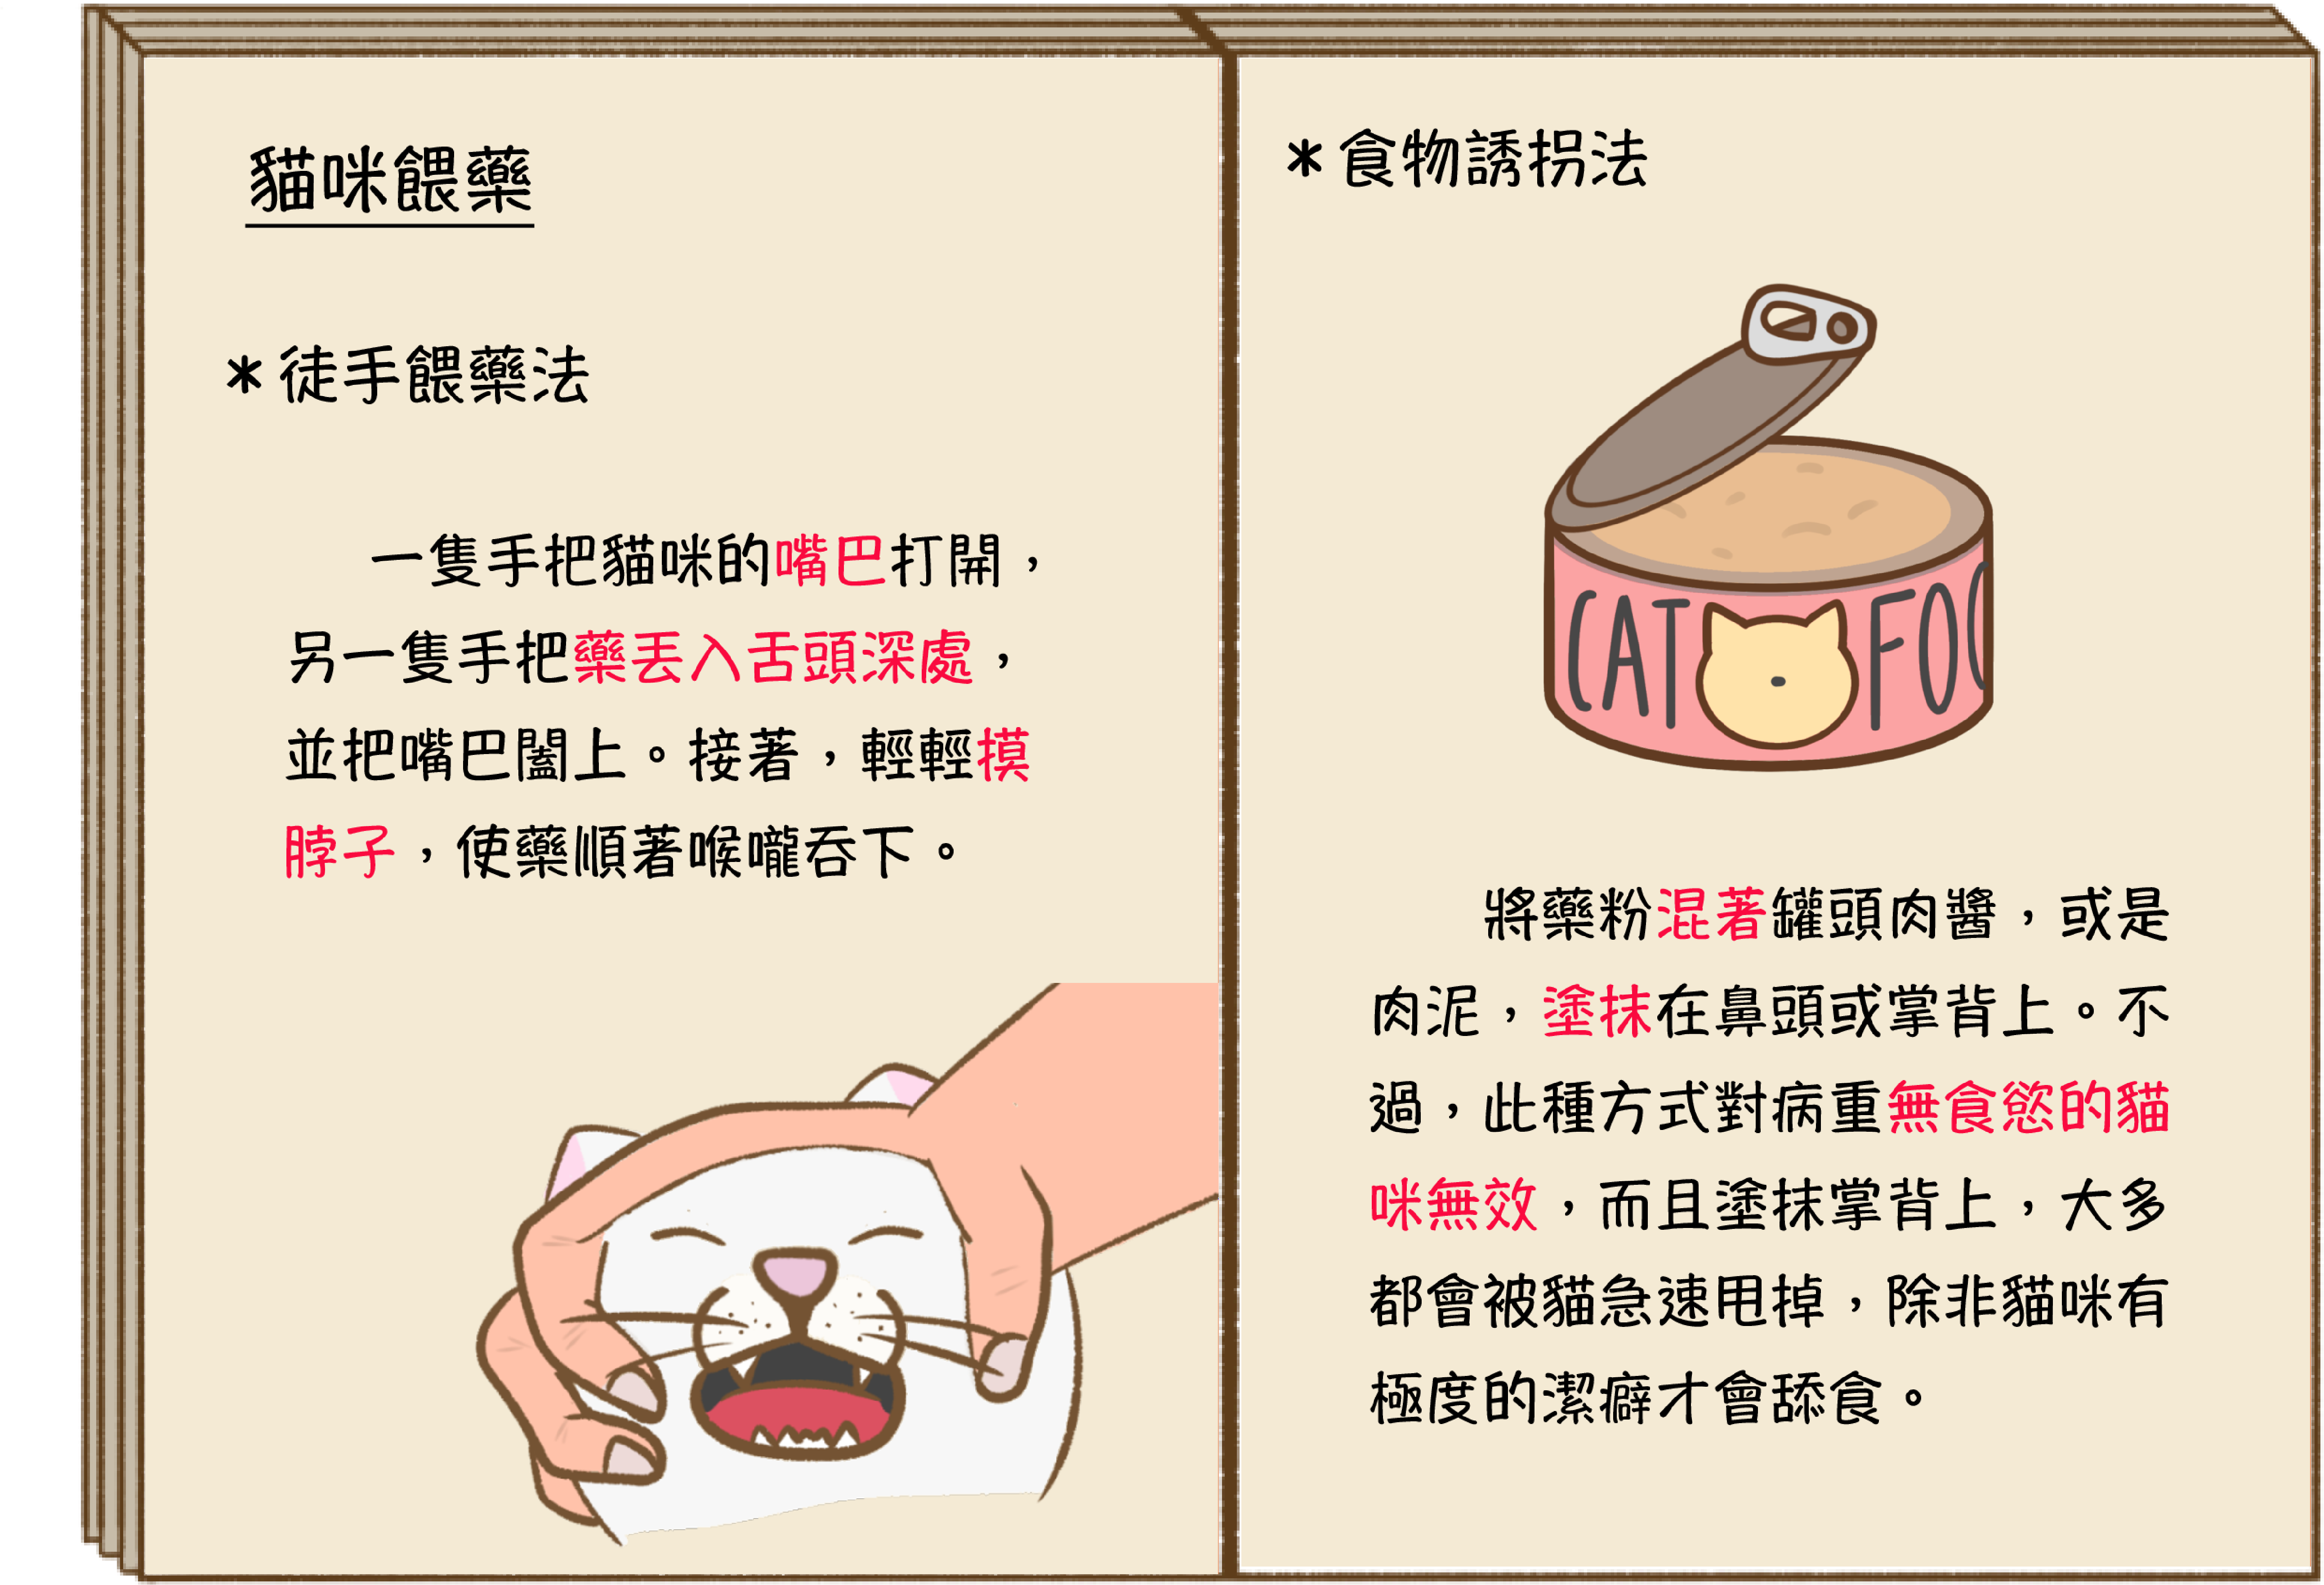 貓咪餵藥
*徒手餵藥法
一隻手把貓咪的嘴巴打開，
另一隻手把藥丟入舌頭深處，
並把嘴巴闔上。接著，輕輕摸
脖子，使藥順著喉嚨吞下。
*食物誘拐法
CAT FOO
將藥粉混著罐頭肉醬，或是
肉泥，塗抹在鼻頭或掌背上。不
過，此種方式對病重無食慾的貓
咪無效，而且塗抹掌背上，大多
都會被貓急速甩掉，除非貓咪有
極度的潔癖才會舔食。